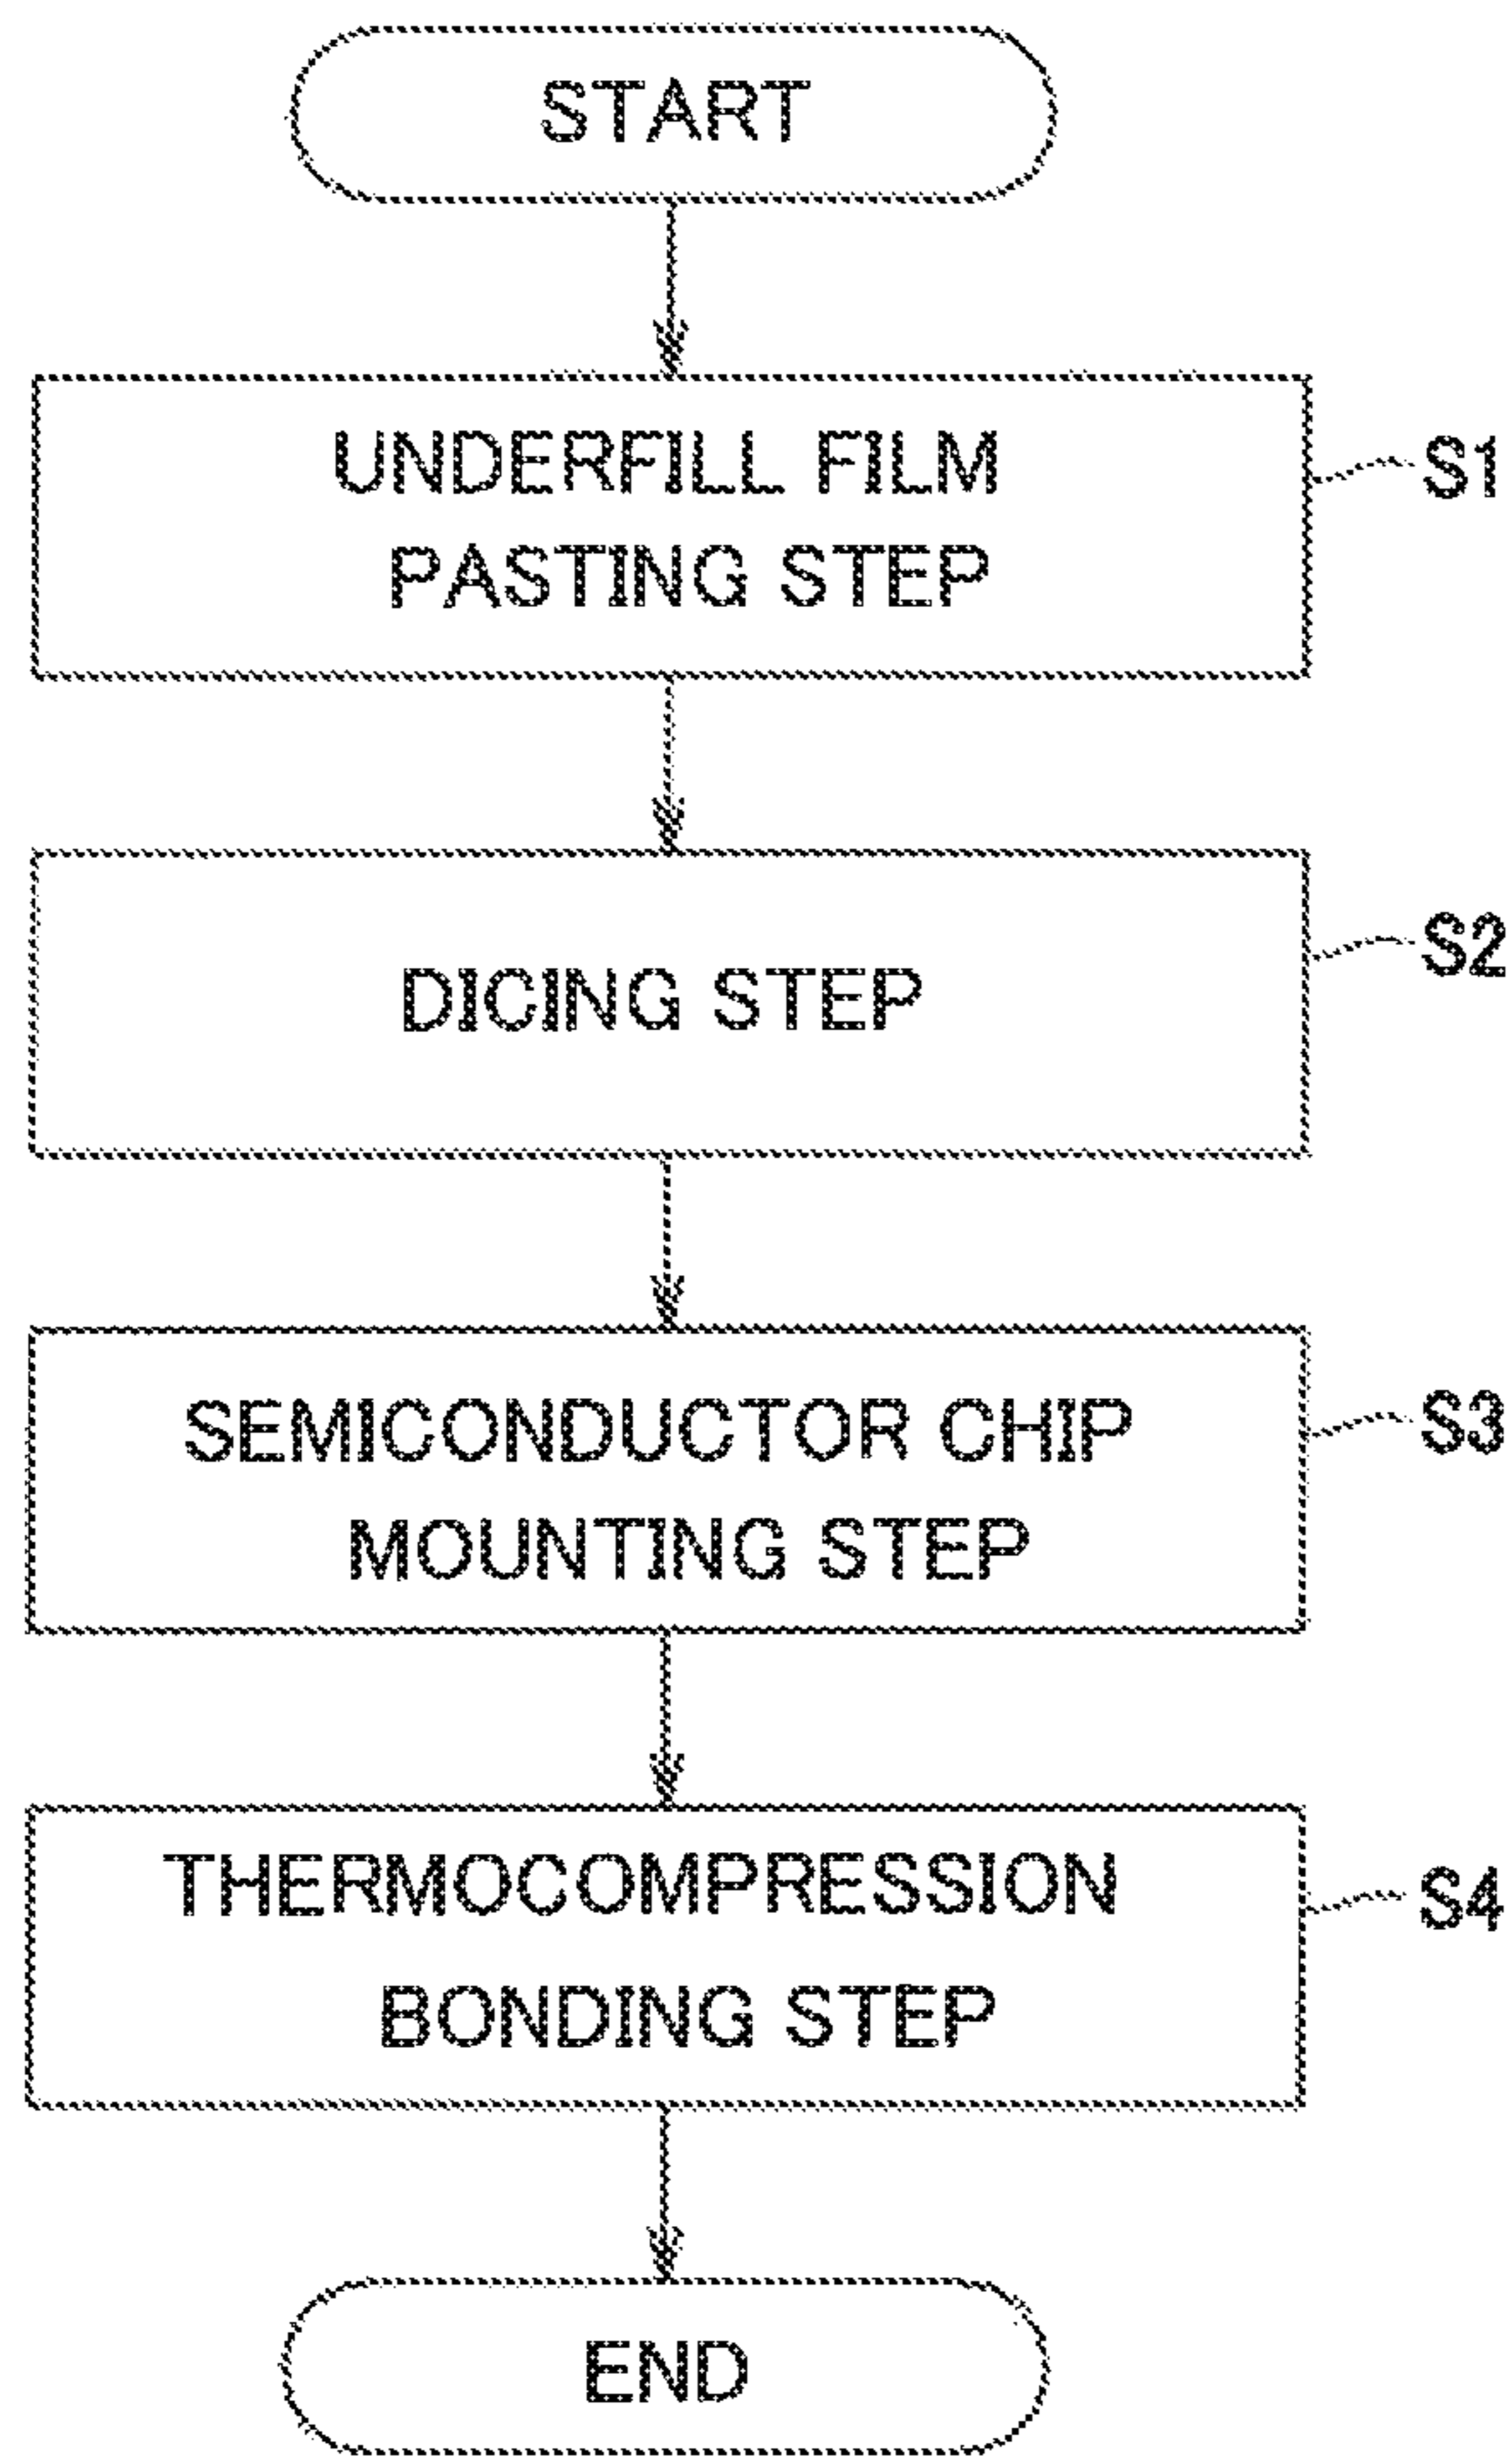 START
UNDERFILL FILM
PASTING STEP
S1
DICING STEP
S2
SEMICONDUCTOR CHIP
MOUNTING STEP
S3
THERMOCOMPRESSION
BONDING STEP
S4
END